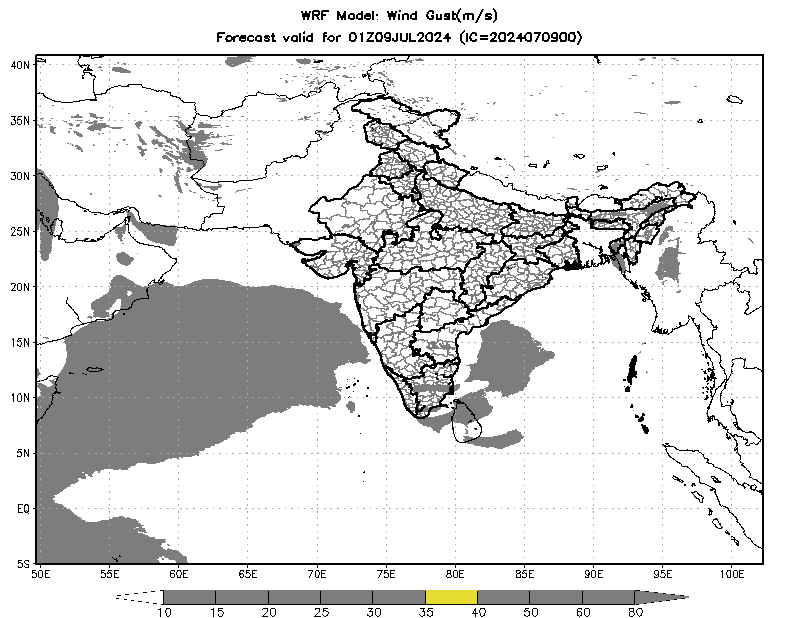 WRF Model: Wind Gust(m/s)
Forecast valid for 01Z09JUL2024 (IC=2024070900)
40N
35N
30N
25N
20N
15N
10N
5N
EQ
5S
50E 55E 60E 65E 70E 75E 80E 85E 90E 95E 100E
10 15 20 25 30 35 40 50 60 80